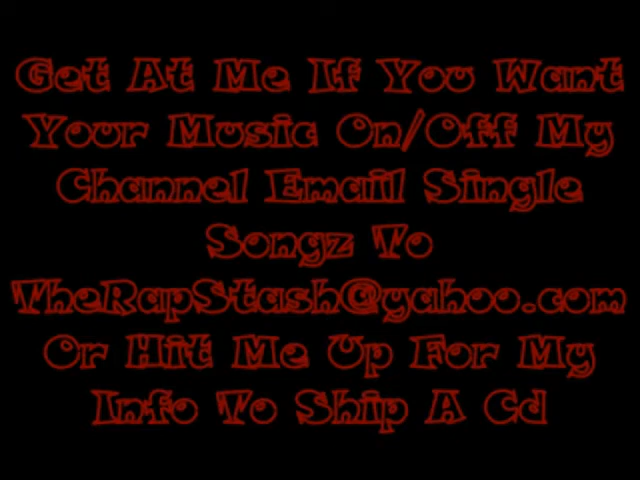 Get At Me If You Want
Your Music On/Off My
Channel Email Single
Songz To
TheRapStash@yahoo.com
Or Hit Me Up For My
Info To Ship A Cd